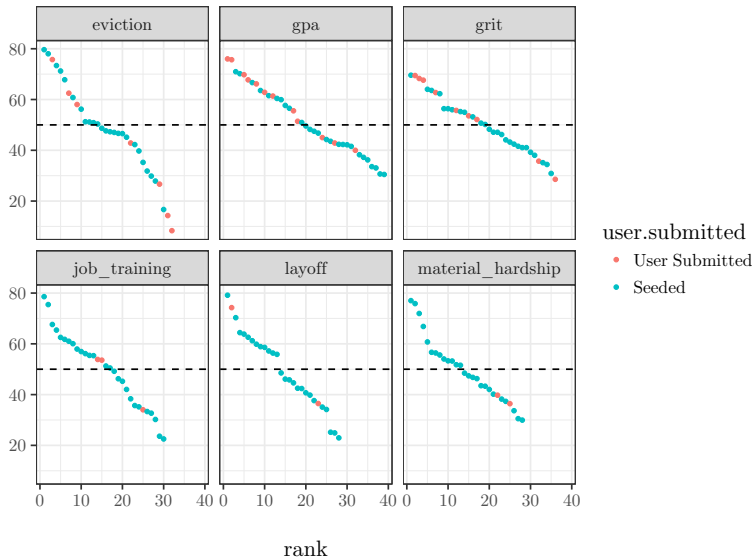 eviction gpa grit
80
60
40
20
user.submitted
User Submitted
Seeded
job_training layoff material_hardship
80
60
40
20
0 10 20 30 40 0 10 20 30 40 0 10 20 30 40
rank